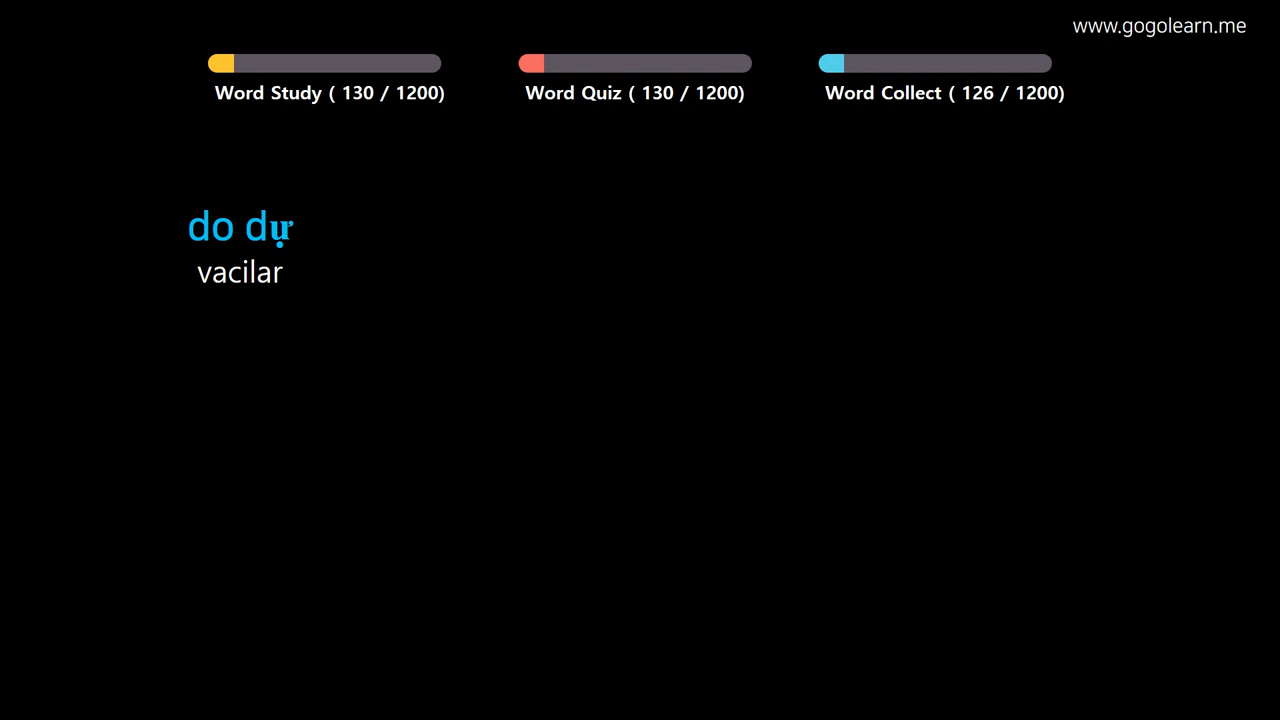 www.gogolearn.me
Word Study ( 130 / 1200)
Word Quiz ( 130 / 1200)
Word Collect ( 126 / 1200)
do dự
vacilar